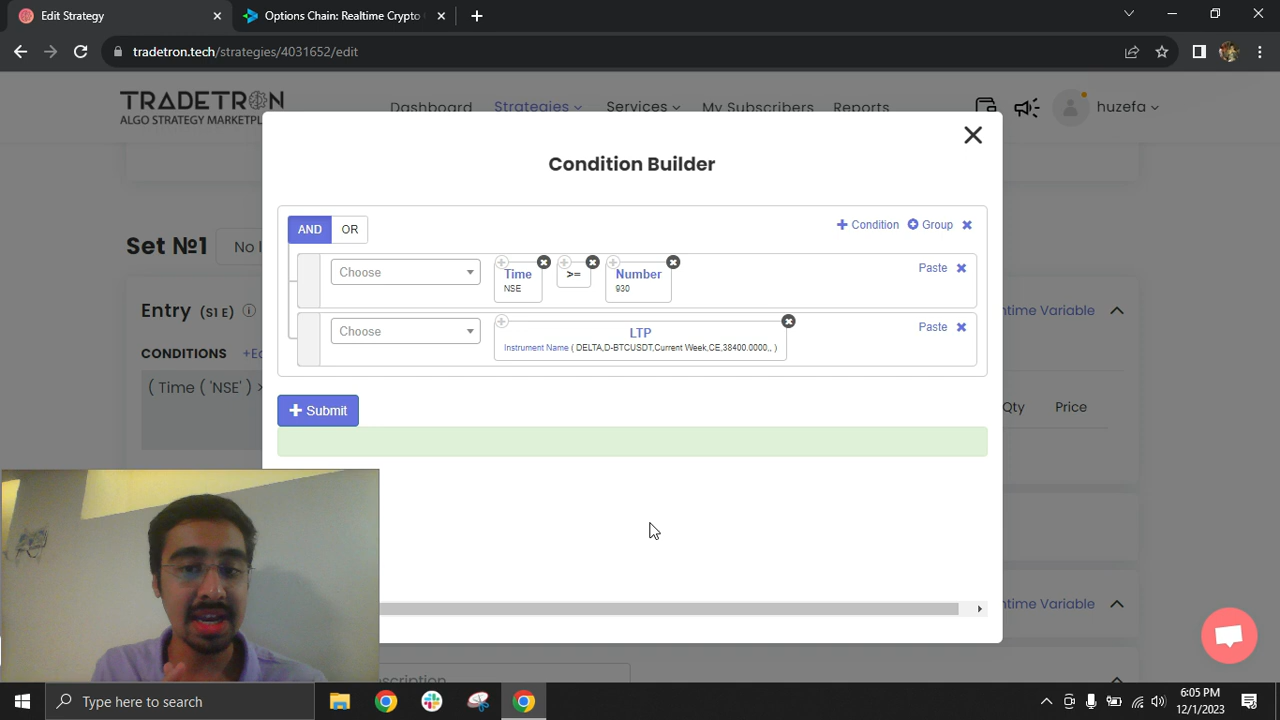 Edit Strategy
Options Chain: Realtime Crypto
tradetron.tech/strategies/4031652/edit
TRADETRON
ALGO STRATEGY MARKETPL
Dashboard Strategies Services My Subscribers Reports
huzefa
Condition Builder
AND OR
Condition Group
Choose
Time
NSE
>=
Number
930
Paste
Choose
LTP
Instrument Name ( DELTA,D-BTCUSDT,Current Week,CE,38400.0000,, )
Paste
Submit
Set №1
Entry (S1 E)
ntime Variable
CONDITIONS +Ed
( Time ( 'NSE' ) >
Qty Price
ntime Variable
Type here to search
6:05 PM
12/1/2023